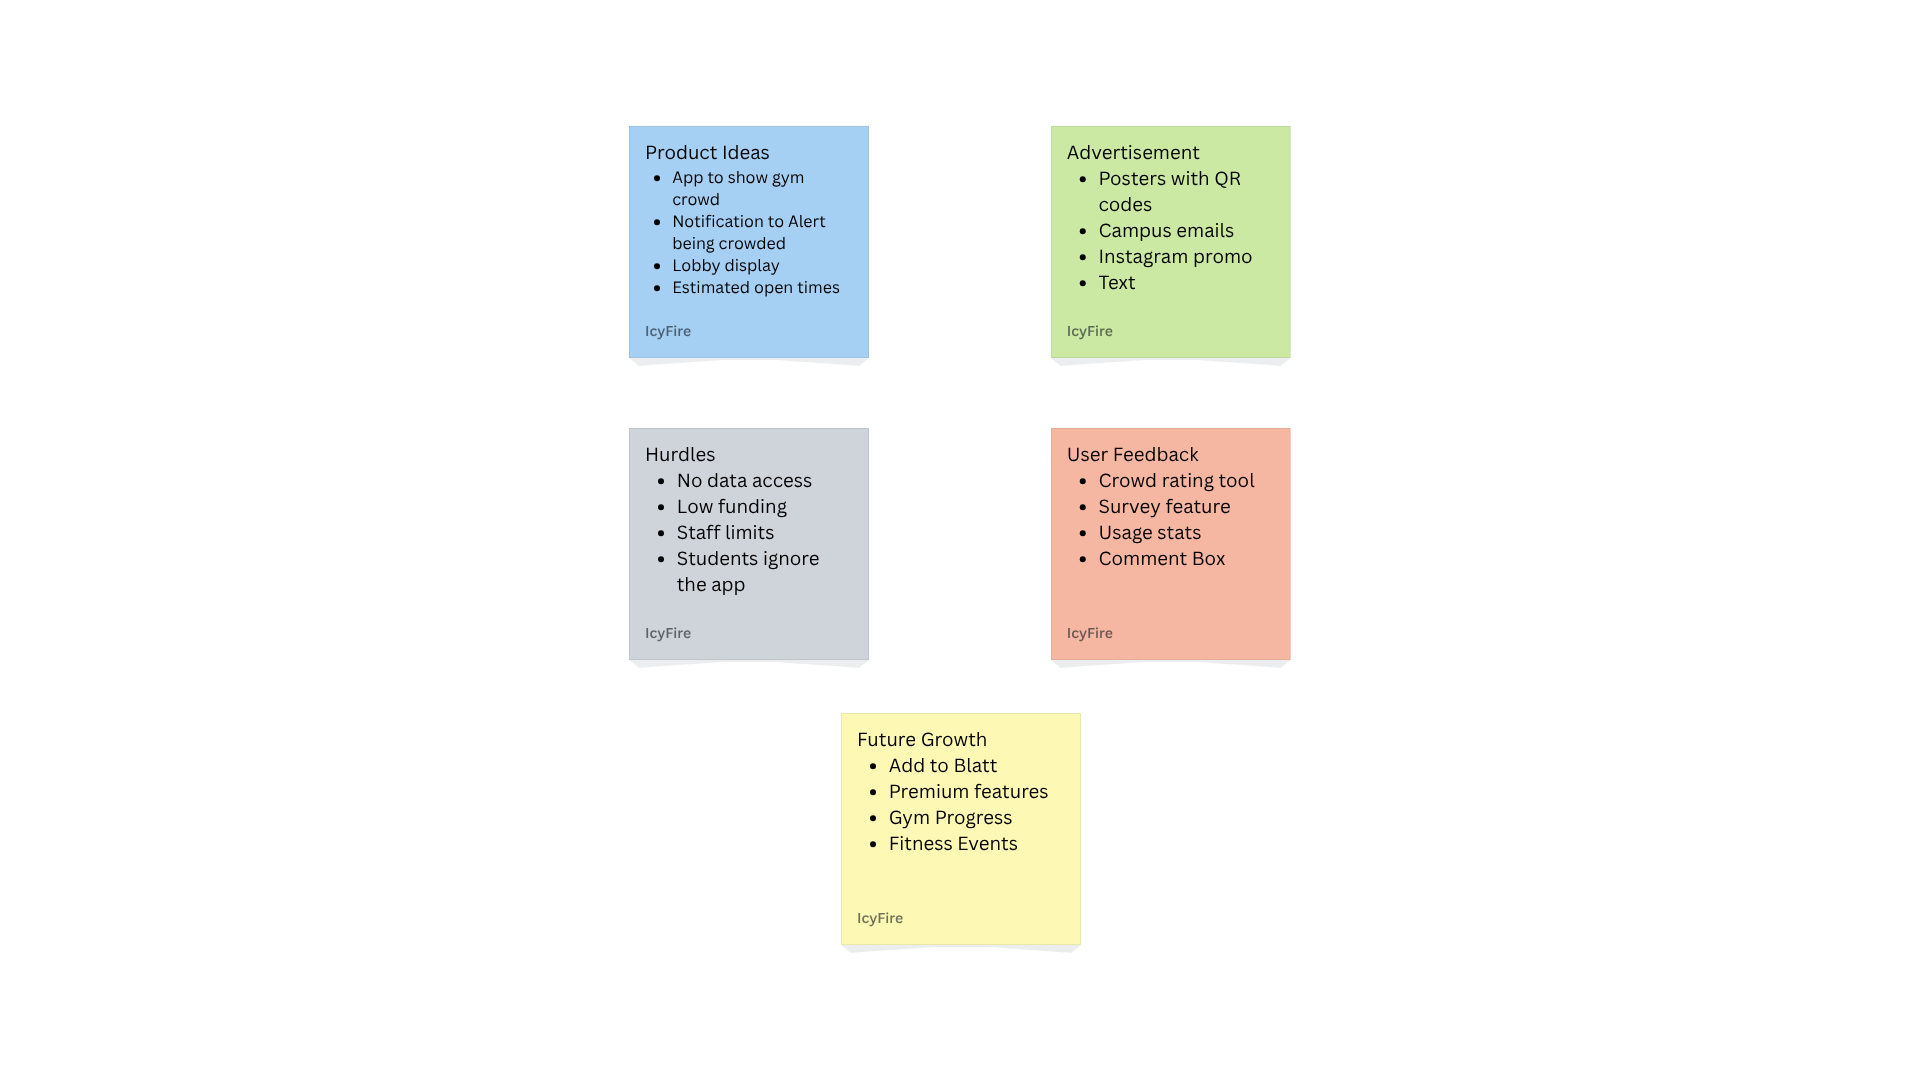 Product Ideas
• App to show gym
crowd
• Notification to Alert
being crowded
• Lobby display
• Estimated open times
IcyFire
Advertisement
• Posters with QR
codes
• Campus emails
• Instagram promo
• Text
IcyFire
Hurdles
• No data access
• Low funding
• Staff limits
• Students ignore
the app
IcyFire
User Feedback
• Crowd rating tool
• Survey feature
• Usage stats
• Comment Box
IcyFire
Future Growth
• Add to Blatt
• Premium features
• Gym Progress
• Fitness Events
IcyFire